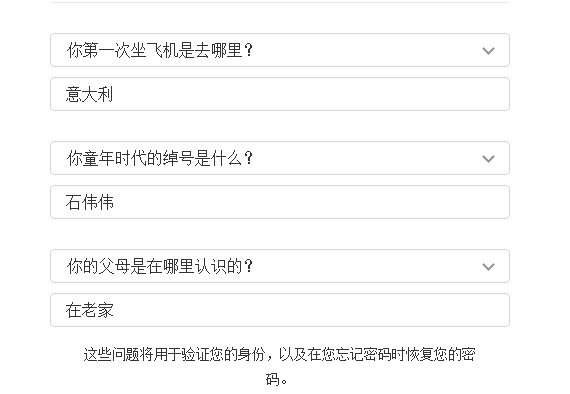 你第一次坐飞机是去哪里？
意大利
你童年时代的绰号是什么？
石伟伟
你的父母是在哪里认识的？
在老家
这些问题将用于验证您的身份，以及在您忘记密码时恢复您的密
码。